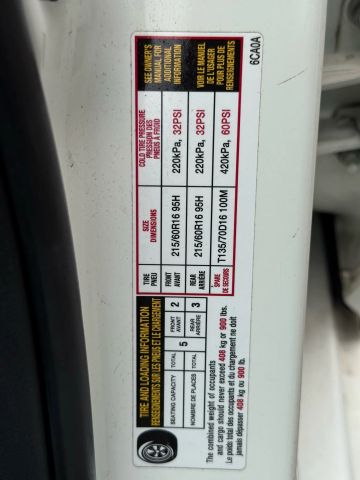 TIRE AND LOADING INFORMATION
RENSEIGNEMENTS SUR LES PNEUS ET LE CHARGEMENT
SEATING CAPACITY
NOMBRE DE PLACES
TOTAL
TOTAL
5
FRONT
AVANT
2
REAR
ARRIÈRE
3
The combined weight of occupants
and cargo should never exceed 408 kg or 900 lbs.
Le poids total des occupants et du chargement ne doit
jamais dépasser 408 kg ou 900 lb.
TIRE
PNEU
SIZE
DIMENSIONS
COLD TIRE PRESSURE
PRESSION DES
PNEUS À FROID
FRONT
AVANT
215/60R16 95H
220kPa, 32PSI
REAR
ARRIÈRE
215/60R16 95H
220kPa, 32PSI
SPARE
DE SECOURS
T135/70D16 100M
420kPa, 60PSI
SEE OWNER'S
MANUAL FOR
ADDITIONAL
INFORMATION
VOIR LE MANUEL
DE L'USAGER
POUR PLUS DE
RENSEIGNEMENTS
6CA0A